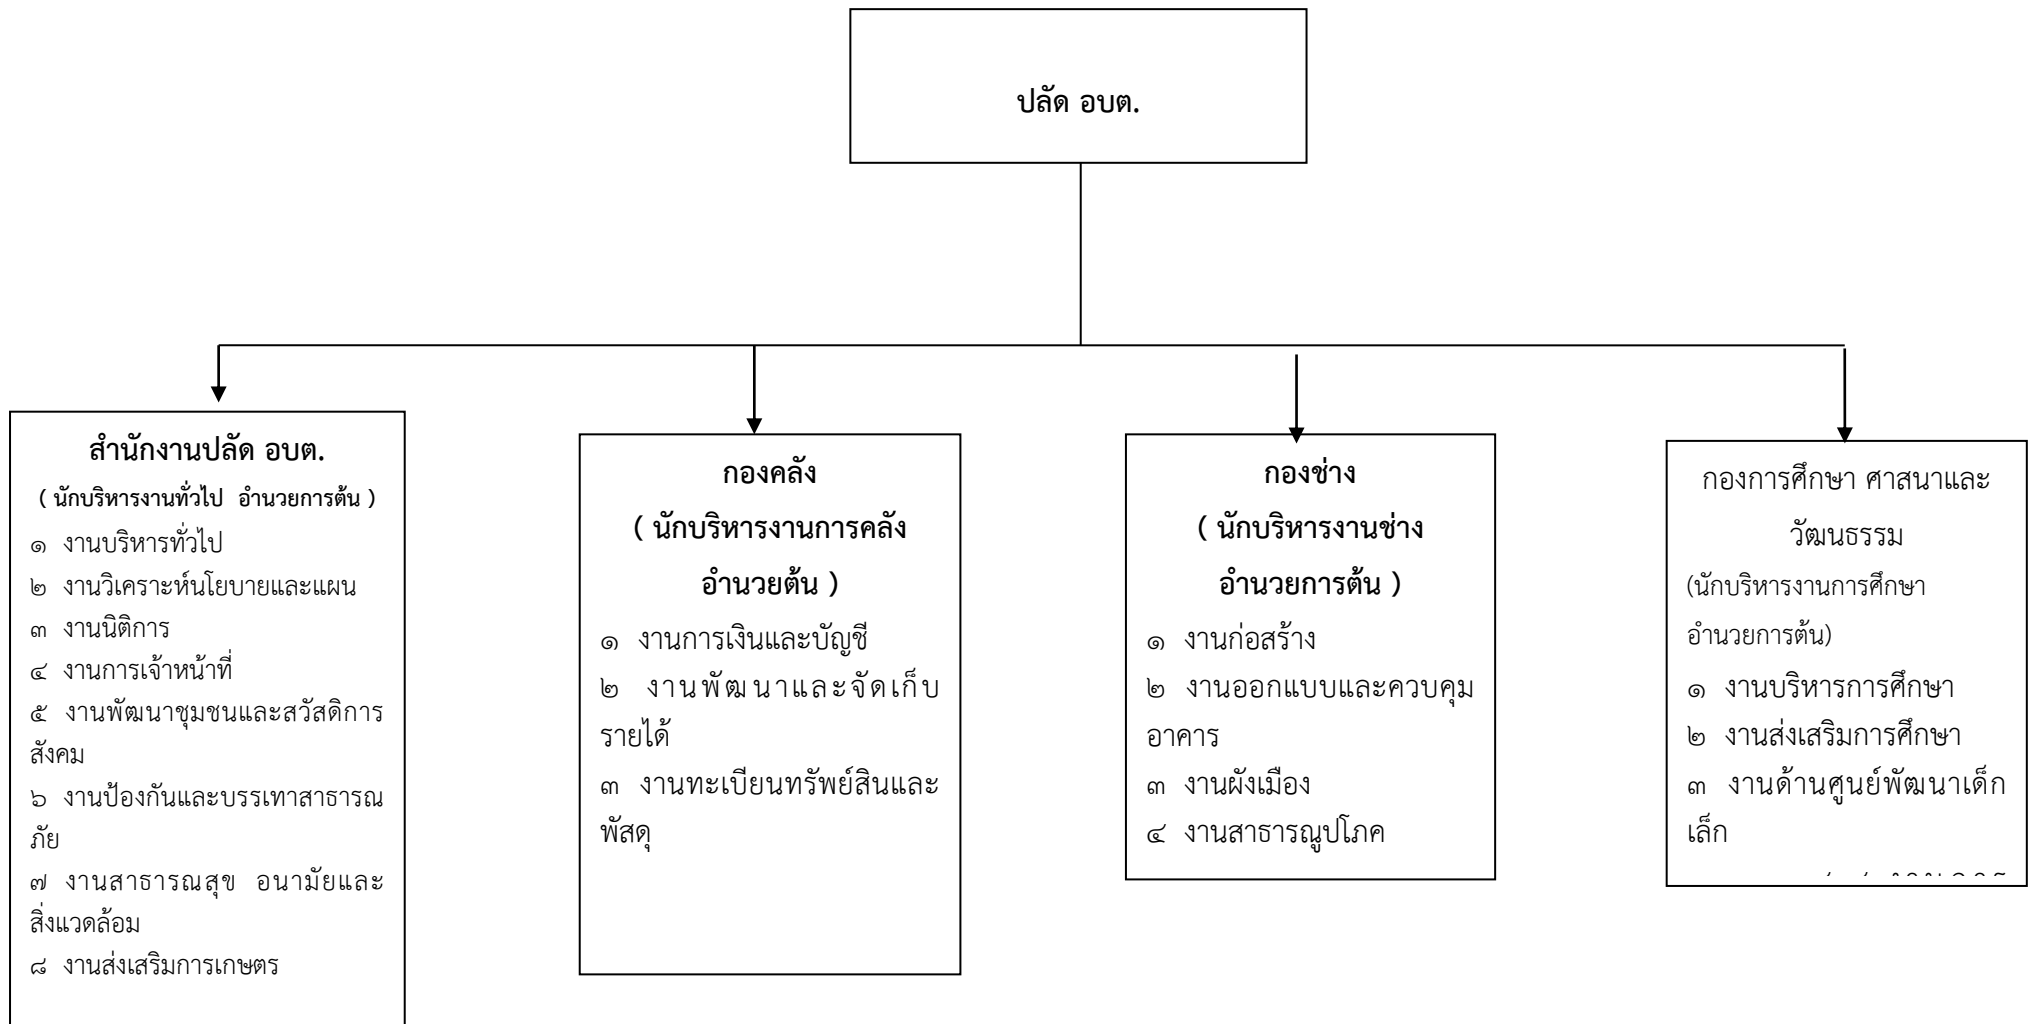 ปลัด อบต.
สำนักงานปลัด อบต.
( นักบริหารงานทั่วไป อำนวยการต้น )
๑ งานบริหารทั่วไป
๒ งานวิเคราะห์นโยบายและแผน
๓ งานนิติการ
๔ งานการเจ้าหน้าที่
๕ งานพัฒนาชุมชนและสวัสดิการ
สังคม
๖ งานป้องกันและบรรเทาสาธารณ
ภัย
๗ งานสาธารณสุข อนามัยและ
สิ่งแวดล้อม
๘ งานส่งเสริมการเกษตร
กองคลัง
( นักบริหารงานการคลัง
อำนวยต้น )
๑ งานการเงินและบัญชี
๒ งานพัฒนาและจัดเก็บ
รายได้
๓ งานทะเบียนทรัพย์สินและ
พัสดุ
กองช่าง
( นักบริหารงานช่าง
อำนวยการต้น )
๑ งานก่อสร้าง
๒ งานออกแบบและควบคุม
อาคาร
๓ งานผังเมือง
๔ งานสาธารณูปโภค
กองการศึกษา ศาสนาและ
วัฒนธรรม
(นักบริหารงานการศึกษา
อำนวยการต้น)
๑ งานบริหารการศึกษา
๒ งานส่งเสริมการศึกษา
๓ งานด้านศูนย์พัฒนาเด็ก
เล็ก